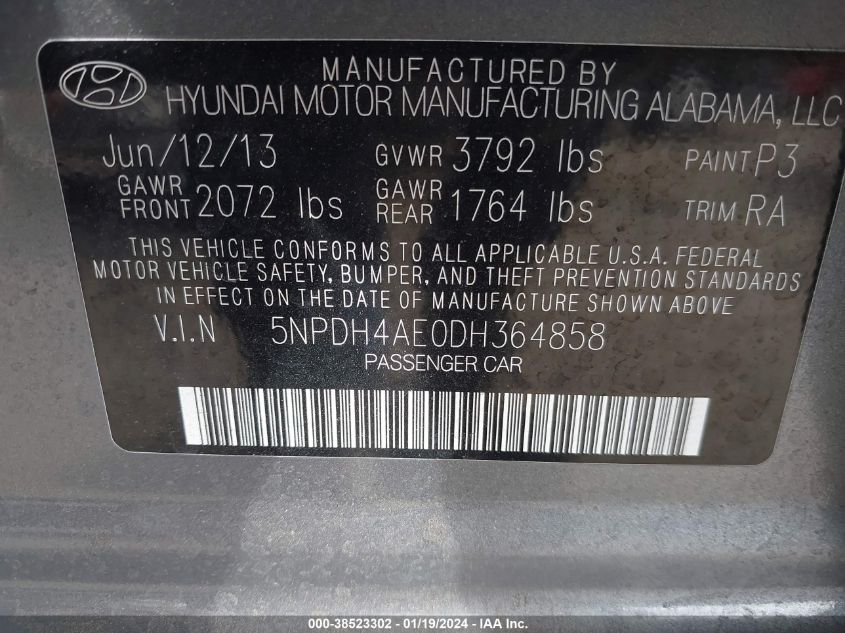 MANUFACTURED BY
HYUNDAI MOTOR MANUFACTURING ALABAMA, LLC
Jun/12/13 GVWR 3792 lbs PAINT P3
GAWR FRONT 2072 lbs GAWR REAR 1764 lbs TRIM RA
THIS VEHICLE CONFORMS TO ALL APPLICABLE U.S.A. FEDERAL
MOTOR VEHICLE SAFETY, BUMPER, AND THEFT PREVENTION STANDARDS
IN EFFECT ON THE DATE OF MANUFACTURE SHOWN ABOVE
V.I.N 5NPDH4AE0DH364858
PASSENGER CAR
000-38523302 - 01/19/2024 - IAA Inc.